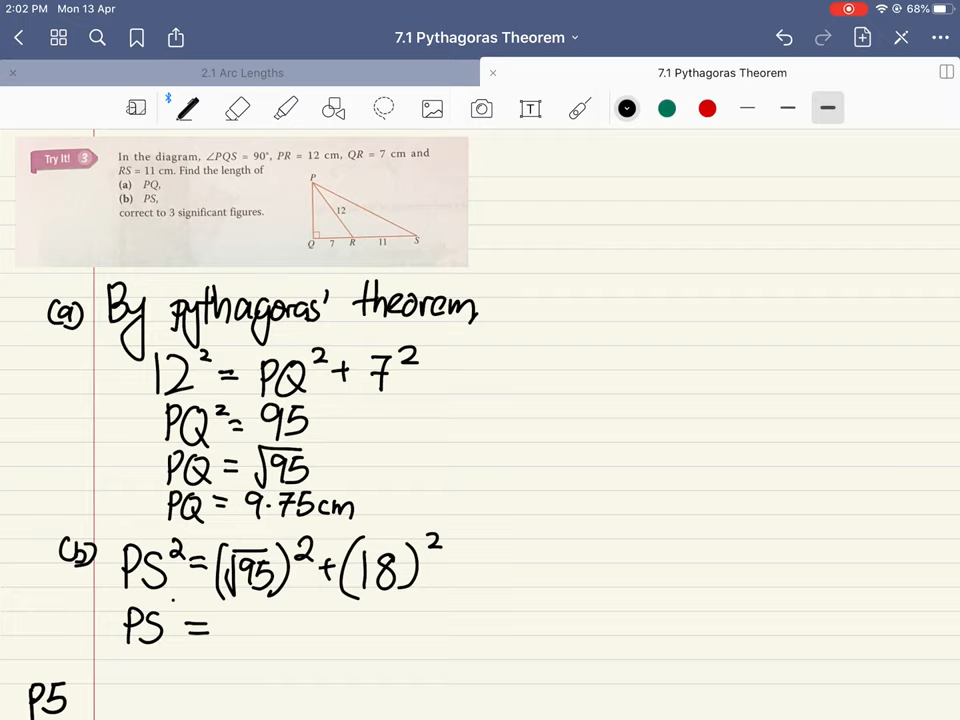 2:02 PM Mon 13 Apr
68%
7.1 Pythagoras Theorem
2.1 Arc Lengths
7.1 Pythagoras Theorem
Try It! 3
In the diagram, ∠PQS = 90°, PR = 12 cm, QR = 7 cm and
RS = 11 cm. Find the length of
(a) PQ,
(b) PS,
correct to 3 significant figures.
P
12
Q 7 R 11 S
(a) By pythagoras' theorem,
12² = PQ² + 7²
PQ² = 95
PQ = √95
PQ = 9.75cm
(b) PS² = (√95)² + (18)²
PS =
P5